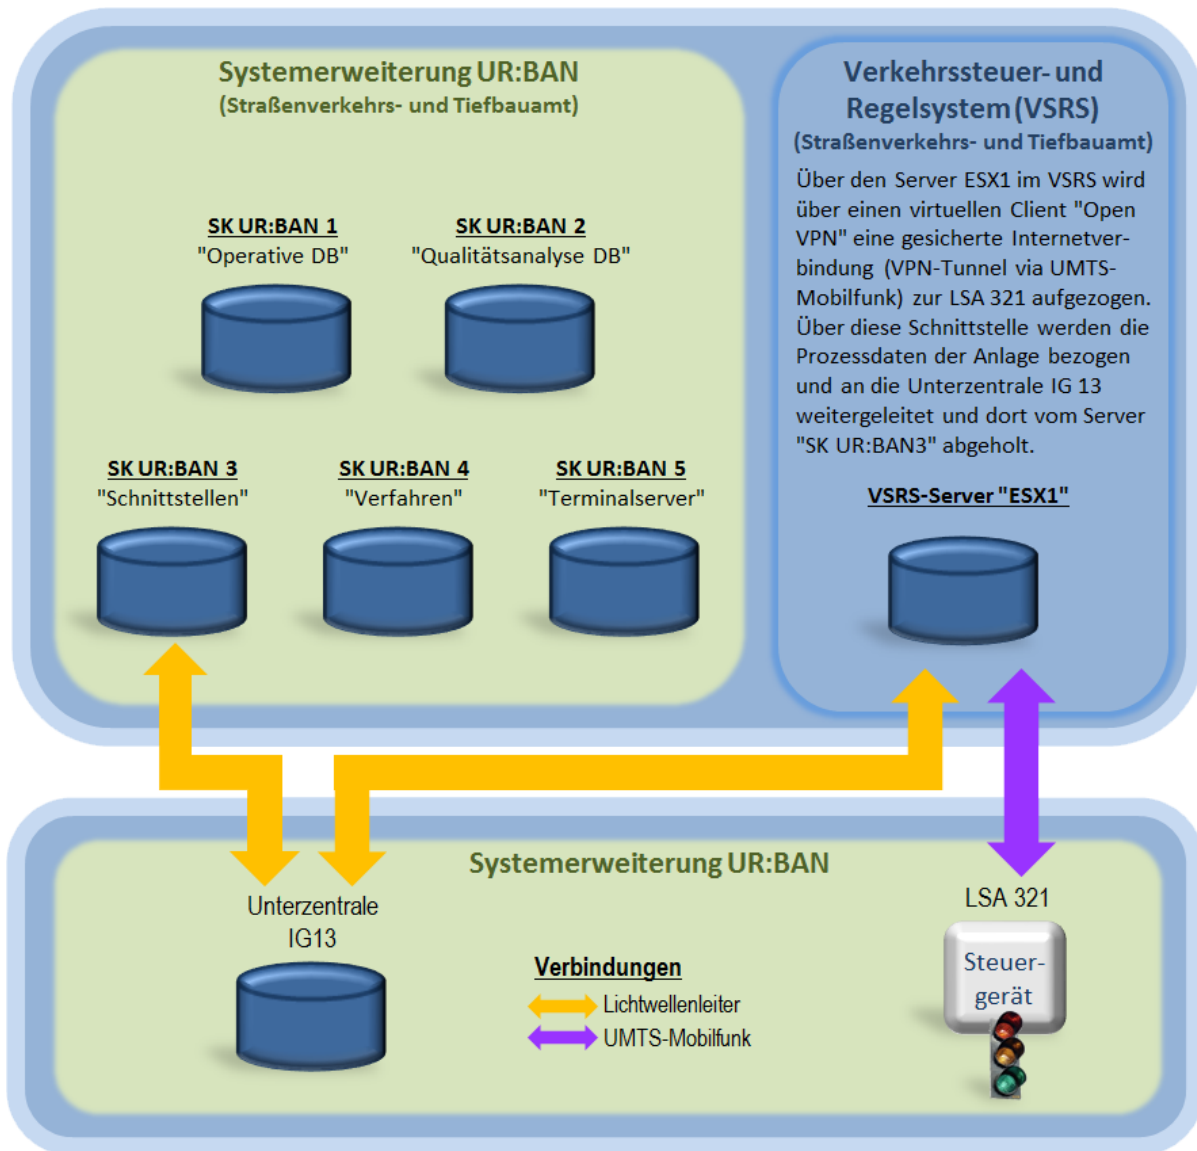 Systemerweiterung UR:BAN
(Straßenverkehrs- und Tiefbauamt)
SK UR:BAN 1
"Operative DB"
SK UR:BAN 2
"Qualitätsanalyse DB"
SK UR:BAN 3
"Schnittstellen"
SK UR:BAN 4
"Verfahren"
SK UR:BAN 5
"Terminalserver"
Verkehrssteuer- und
Regelsystem (VSRS)
(Straßenverkehrs- und Tiefbauamt)
Über den Server ESX1 im VSRS wird
über einen virtuellen Client "Open
VPN" eine gesicherte Internetver-
bindung (VPN-Tunnel via UMTS-
Mobilfunk) zur LSA 321 aufgezogen.
Über diese Schnittstelle werden die
Prozessdaten der Anlage bezogen
und an die Unterzentrale IG 13
weitergeleitet und dort vom Server
"SK UR:BAN3" abgeholt.
VSRS-Server "ESX1"
Systemerweiterung UR:BAN
Unterzentrale
IG13
Verbindungen
Lichtwellenleiter
UMTS-Mobilfunk
LSA 321
Steuer-
gerät